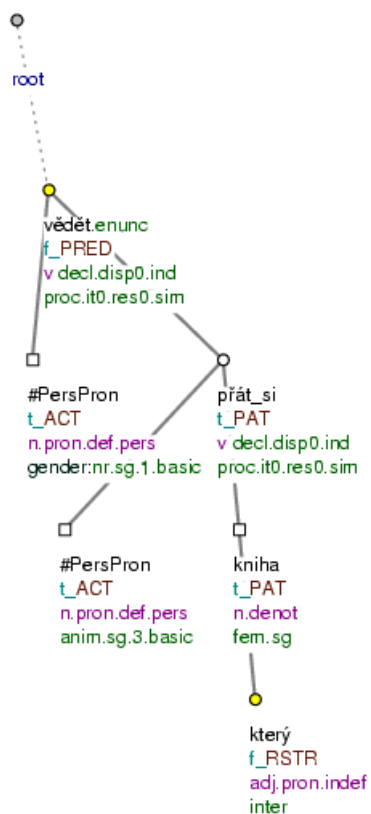 root
vědět.enunc
f_PRED
v decl.disp0.ind
proc.it0.res0.sim
#PersPron
t_ACT
n.pron.def.pers
gender:nr.sg.1.basic
přát_si
t_PAT
v decl.disp0.ind
proc.it0.res0.sim
#PersPron
t_ACT
n.pron.def.pers
anim.sg.3.basic
kniha
t_PAT
n.denot
fem.sg
který
f_RSTR
adj.pron.indef
inter